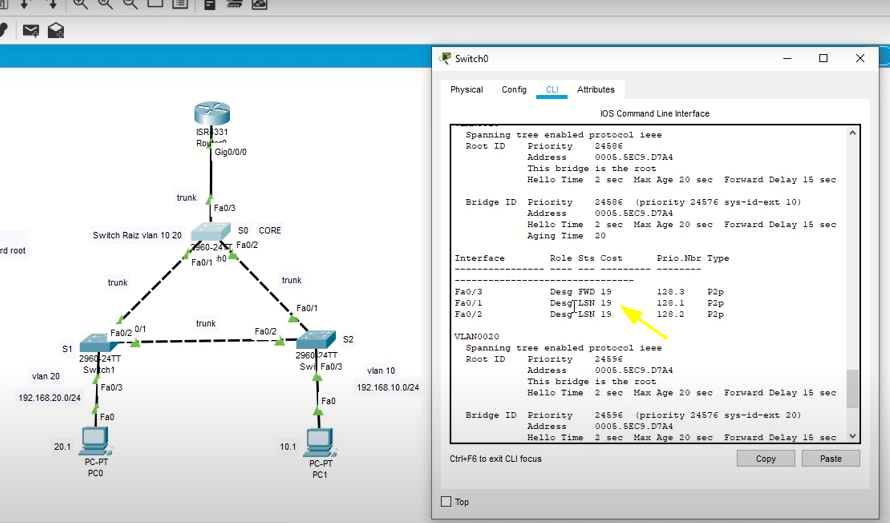 Switch0
Physical
Config
CLI
Attributes
IOS Command Line Interface
Spanning tree enabled protocol ieee
Root ID Priority 24586
Address 0005.5EC9.D7A4
This bridge is the root
Hello Time 2 sec Max Age 20 sec Forward Delay 15 sec
Bridge ID Priority 24586 (priority 24576 sys-id-ext 10)
Address 0005.5EC9.D7A4
Hello Time 2 sec Max Age 20 sec Forward Delay 15 sec
Aging Time 20
Interface Role Sts Cost Prio.Nbr Type
---------------- ---- --- --------- -------- --------------------------------
Fa0/3 Desg FWD 19 128.3 P2p
Fa0/1 Desg LSN 19 128.1 P2p
Fa0/2 Desg LSN 19 128.2 P2p
VLAN0020
Spanning tree enabled protocol ieee
Root ID Priority 24596
Address 0005.5EC9.D7A4
This bridge is the root
Hello Time 2 sec Max Age 20 sec Forward Delay 15 sec
Bridge ID Priority 24596 (priority 24576 sys-id-ext 20)
Address 0005.5EC9.D7A4
Hello Time 2 sec Max Age 20 sec Forward Delay 15 sec
Ctrl+F6 to exit CLI focus
Copy
Paste
Top
ISR4331
Gig0/0/0
trunk
Fa0/3
S0
CORE
Switch Raiz vlan 10 20
2960-24TT
Fa0/2
Fa0/1
rd root
trunk
trunk
Fa0/1
Fa0/2
0/1
trunk
Fa0/2
S1
2960-24TT
Switch1
S2
2960-24TT
Fa0/3
vlan 20
Fa0/3
192.168.20.0/24
Fa0
vlan 10
192.168.10.0/24
Fa0
20.1
PC-PT
PC0
10.1
PC-PT
PC1